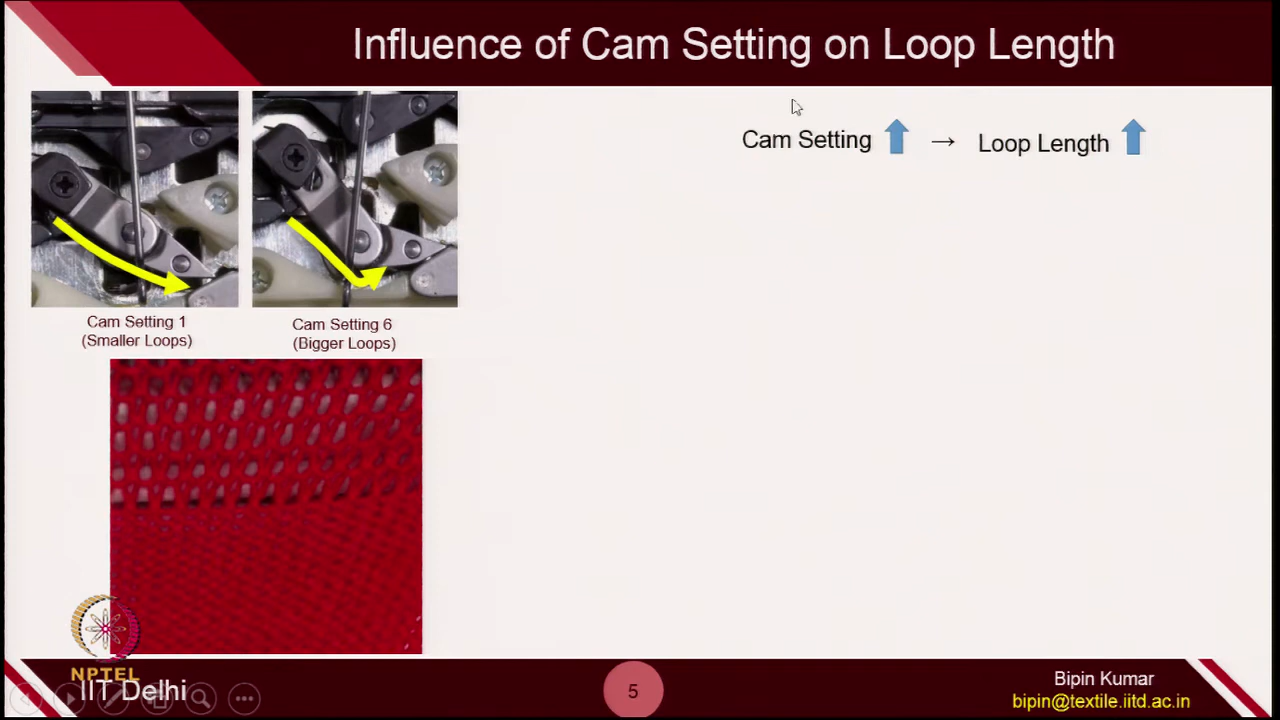 Influence of Cam Setting on Loop Length
Cam Setting → Loop Length
Cam Setting 1
(Smaller Loops)
Cam Setting 6
(Bigger Loops)
NPTEL
IIT Delhi
5
Bipin Kumar
bipin@textile.iitd.ac.in